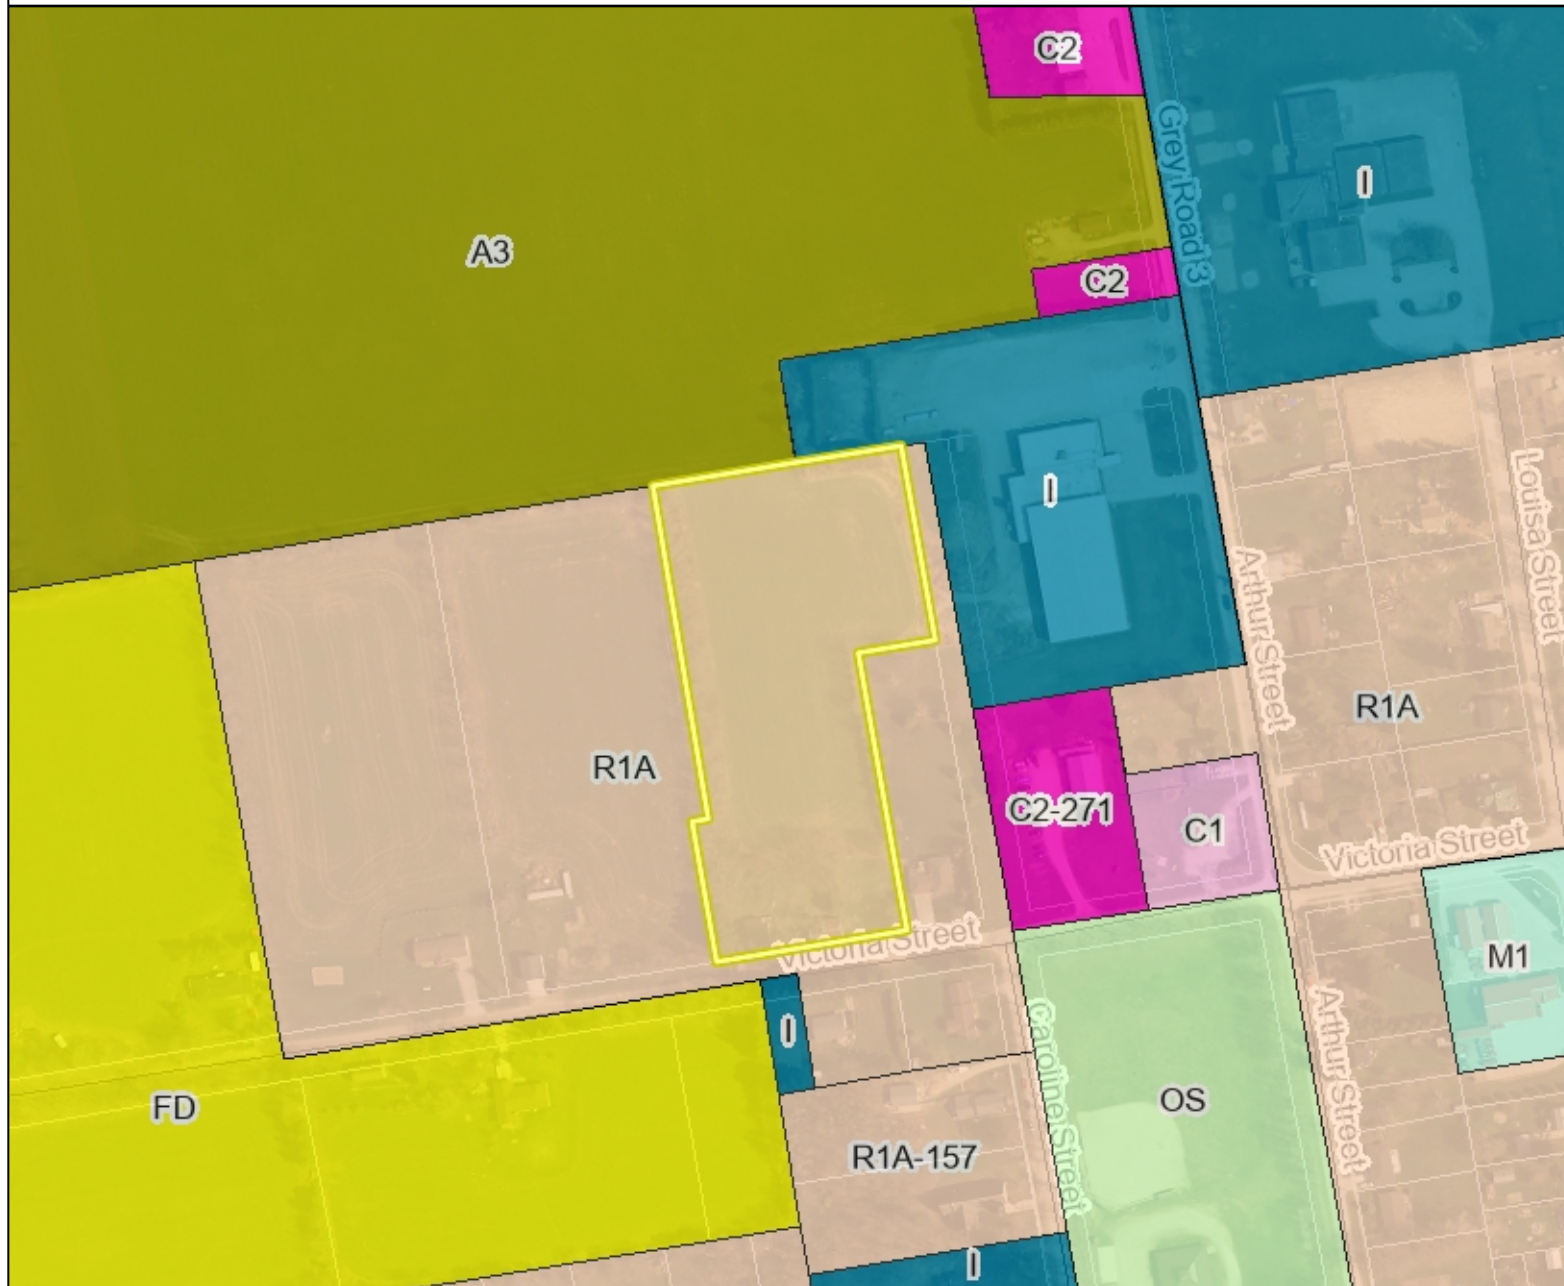 C2
Grey Road 3
I
A3
C2
I
Louisa Street
Arthur Street
R1A
R1A
C2-271
C1
Victoria Street
Victoria Street
M1
I
Caroline Street
Arthur Street
FD
OS
R1A-157
I